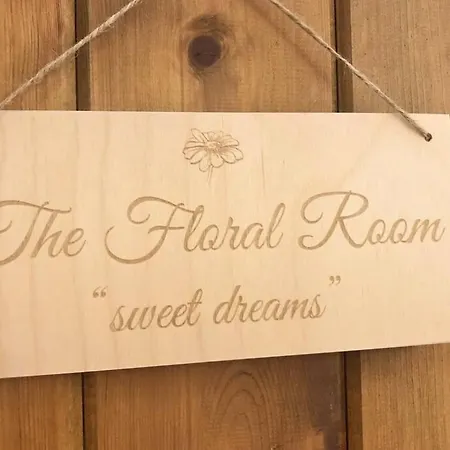 The Floral Room
“sweet dreams”